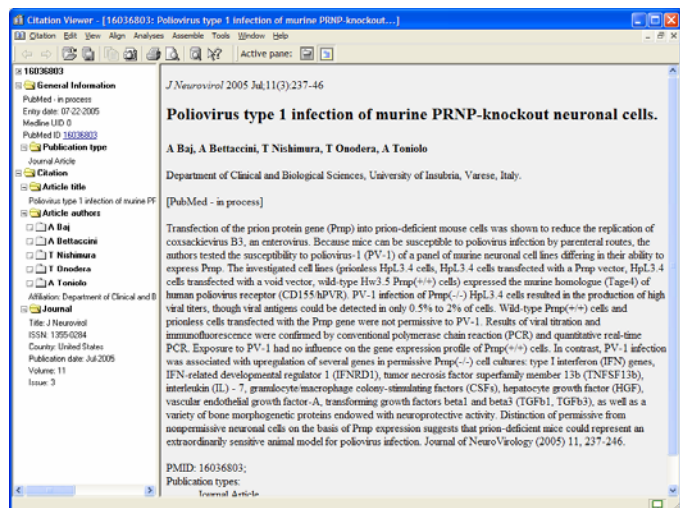 Citation Viewer - [16036803: Poliovirus type 1 infection of murine PRNP-knockout...]
Citation Edit View Align Analyses Assemble Tools Window Help
Active pane:
16036803
General Information
PubMed - in process
Entry date: 07-22-2005
Medline UID 0
PubMed ID 16036803
Publication type
Journal Article
Citation
Article title
Poliovirus type 1 infection of murine PF
Article authors
A Baj
A Bettaccini
T Nishimura
T Onodera
A Toniolo
Affiliation: Department of Clinical and B
Journal
Title: J Neurovirol
ISSN: 1355-0284
Country: United States
Publication date: Jul-2005
Volume: 11
Issue: 3
J Neurovirol 2005 Jul;11(3):237-46
Poliovirus type 1 infection of murine PRNP-knockout neuronal cells.
A Baj, A Bettaccini, T Nishimura, T Onodera, A Toniolo
Department of Clinical and Biological Sciences, University of Insubria, Varese, Italy.
[PubMed - in process]
Transfection of the prion protein gene (Prnp) into prion-deficient mouse cells was shown to reduce the replication of
coxsackievirus B3, an enterovirus. Because mice can be susceptible to poliovirus infection by parenteral routes, the
authors tested the susceptibility to poliovirus-1 (PV-1) of a panel of murine neuronal cell lines differing in their ability to
express Prnp. The investigated cell lines (prionless HpL3.4 cells, HpL3.4 cells transfected with a Prnp vector, HpL3.4
cells transfected with a void vector, wild-type Hw3.5 Prnp(+/+) cells) expressed the murine homologue (Tage4) of
human poliovirus receptor (CD155/hPVR). PV-1 infection of Prnp(-/-) HpL3.4 cells resulted in the production of high
viral titers, though viral antigens could be detected in only 0.5% to 2% of cells. Wild-type Prnp(+/+) cells and
prionless cells transfected with the Prnp gene were not permissive to PV-1. Results of viral titration and
immunofluorescence were confirmed by conventional polymerase chain reaction (PCR) and quantitative real-time
PCR. Exposure to PV-1 had no influence on the gene expression profile of Prnp(+/+) cells. In contrast, PV-1 infection
was associated with upregulation of several genes in permissive Prnp(-/-) cell cultures: type I interferon (IFN) genes,
IFN-related developmental regulator 1 (IFNRD1), tumor necrosis factor superfamily member 13b (TNFSF13b),
interleukin (IL) - 7, granulocyte/macrophage colony-stimulating factors (CSFs), hepatocyte growth factor (HGF),
vascular endothelial growth factor-A, transforming growth factors beta1 and beta3 (TGFb1, TGFb3), as well as a
variety of bone morphogenetic proteins endowed with neuroprotective activity. Distinction of permissive from
nonpermissive neuronal cells on the basis of Prnp expression suggests that prion-deficient mice could represent an
extraordinarily sensitive animal model for poliovirus infection. Journal of NeuroVirology (2005) 11, 237-246.
PMID: 16036803;
Publication types:
Journal Article